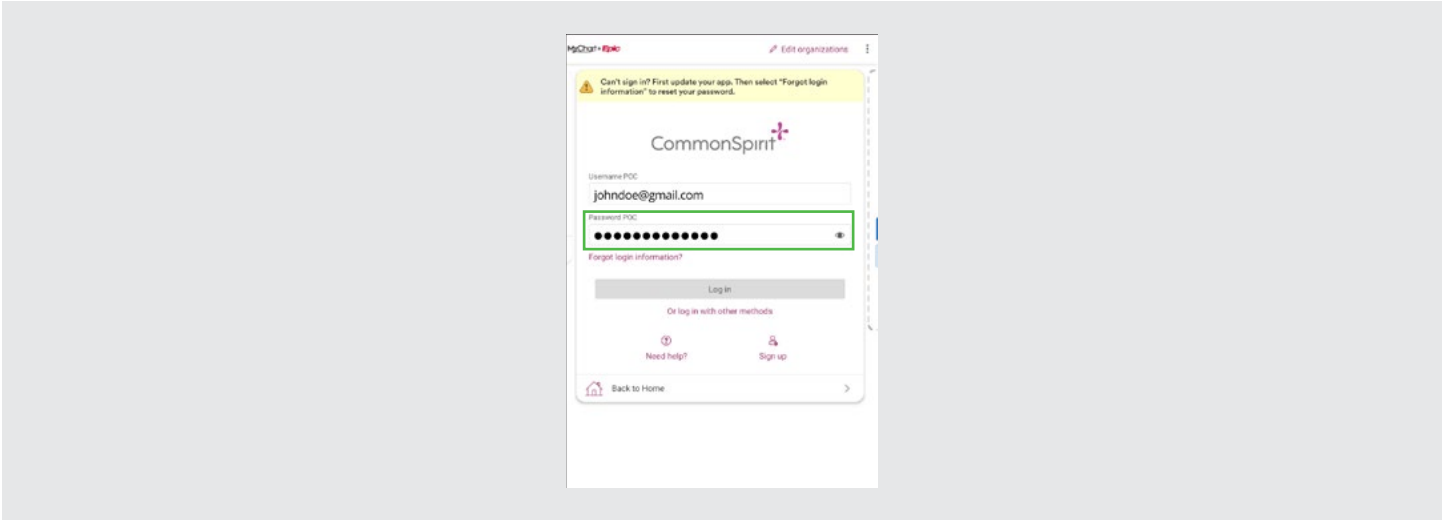 MyChart • Epic
Edit organizations
Can't sign in? First update your app. Then select "Forgot login
information" to reset your password.
CommonSpirit
Username POC
johndoe@gmail.com
Password POC
Forgot login information?
Log in
Or log in with other methods
Need help?
Sign up
Back to Home